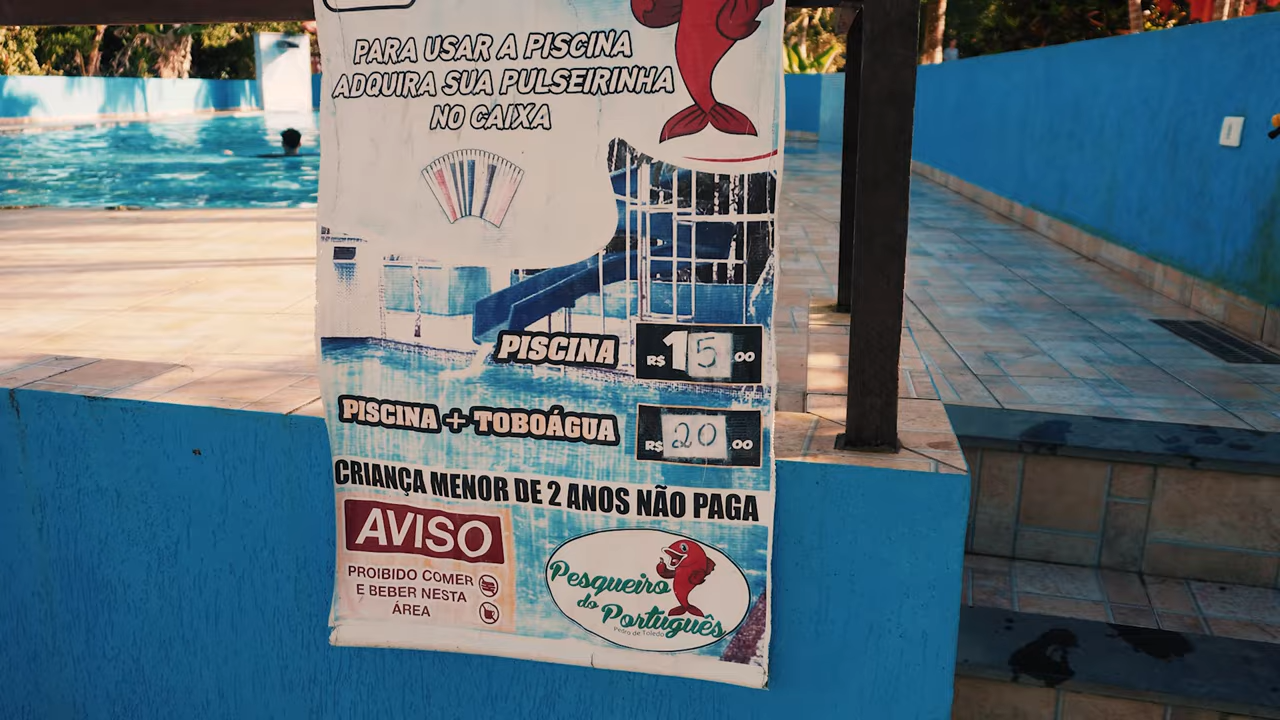 PARA USAR A PISCINA
ADQUIRA SUA PULSEIRINHA
NO CAIXA
PISCINA R$ 15,00
PISCINA + TOBOÁGUA R$ 20,00
CRIANÇA MENOR DE 2 ANOS NÃO PAGA
AVISO
PROIBIDO COMER
E BEBER NESTA
ÁREA
Pesqueiro
do
Português
Pedro de Toledo